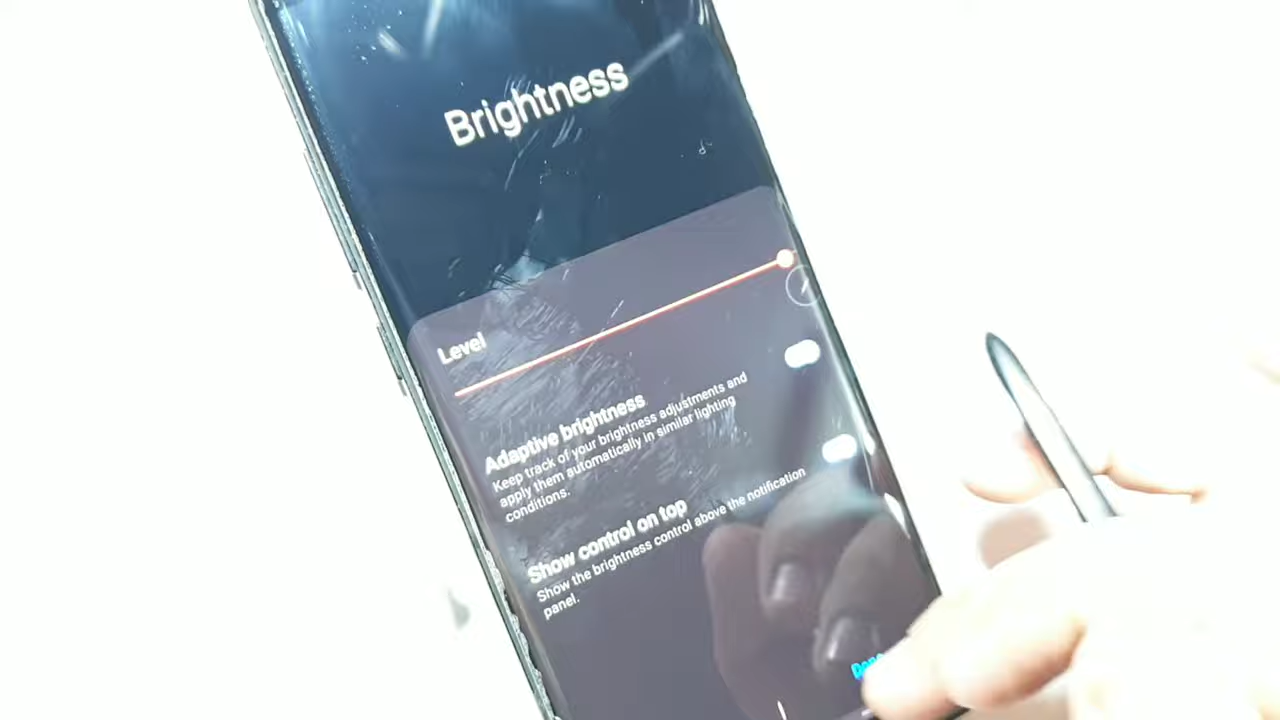 Brightness
Level
Adaptive brightness
Keep track of your brightness adjustments and
apply them automatically in similar lighting
conditions.
Show control on top
Show the brightness control above the notification
panel.